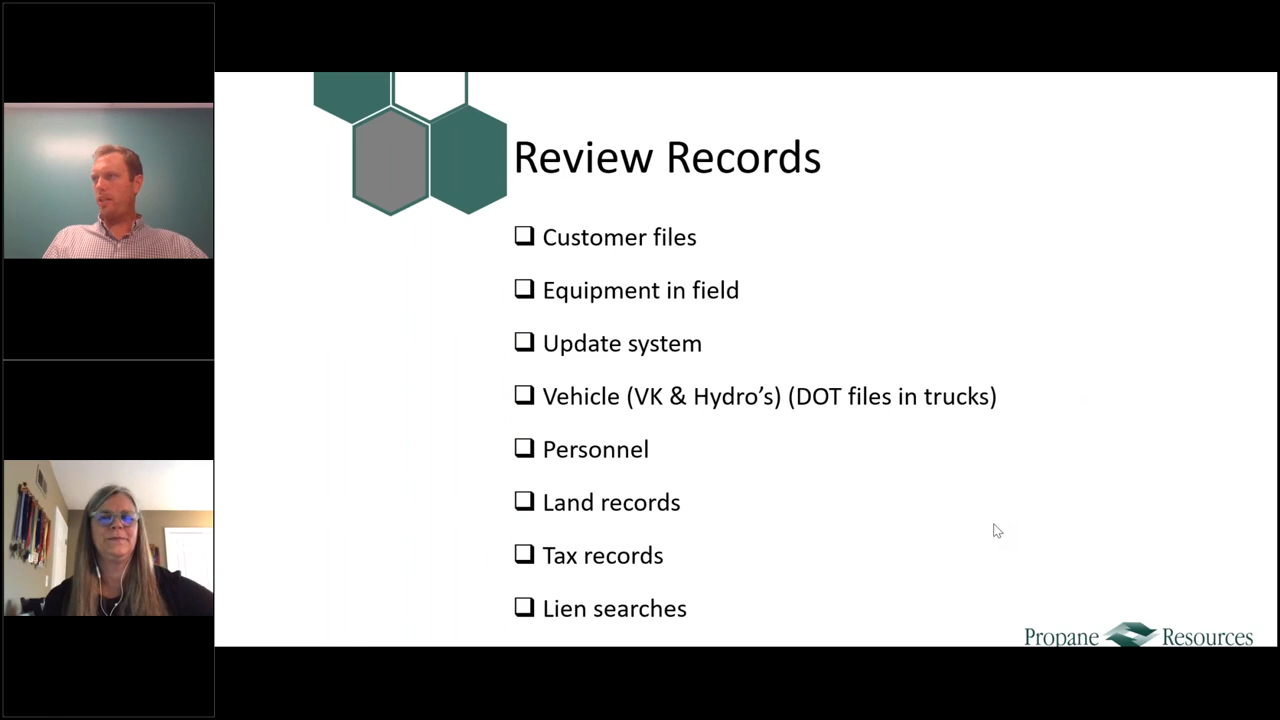 Review Records
Customer files
Equipment in field
Update system
Vehicle (VK & Hydro’s) (DOT files in trucks)
Personnel
Land records
Tax records
Lien searches
Propane Resources